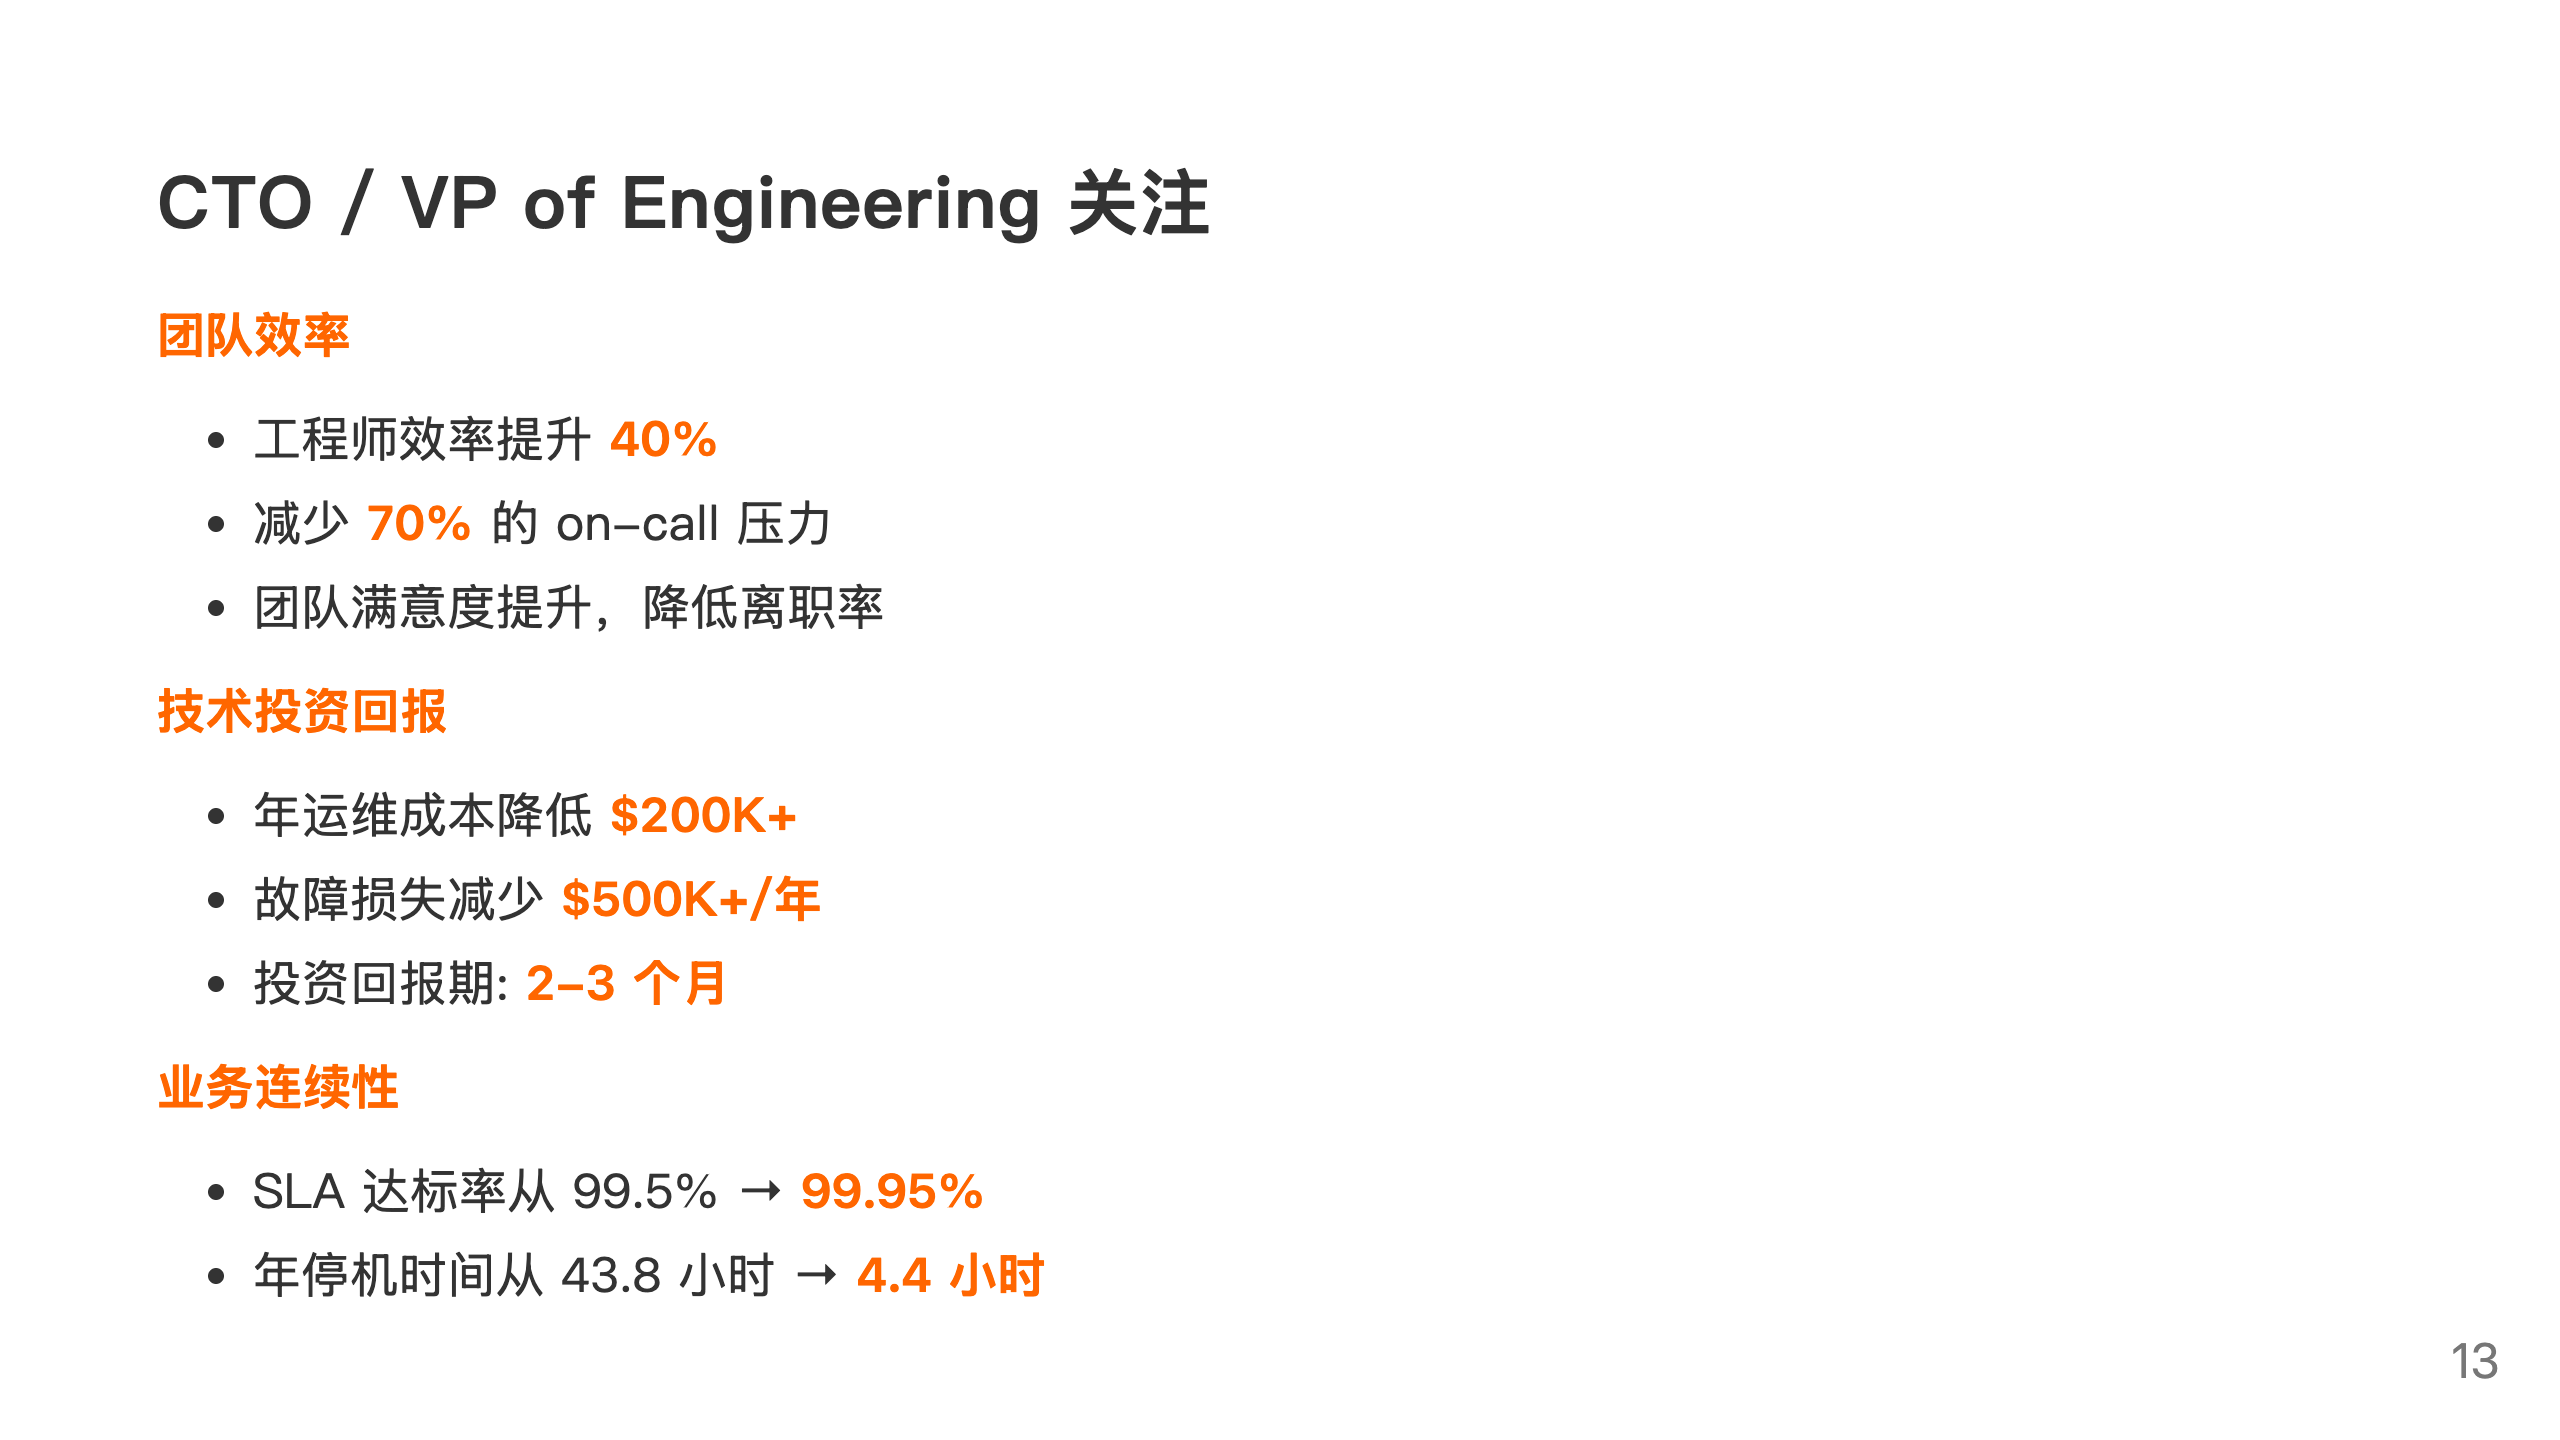 CTO / VP of Engineering 关注
团队效率
• 工程师效率提升 40%
• 减少 70% 的 on-call 压力
• 团队满意度提升，降低离职率
技术投资回报
• 年运维成本降低 $200K+
• 故障损失减少 $500K+/年
• 投资回报期: 2-3 个月
业务连续性
• SLA 达标率从 99.5% → 99.95%
• 年停机时间从 43.8 小时 → 4.4 小时
13